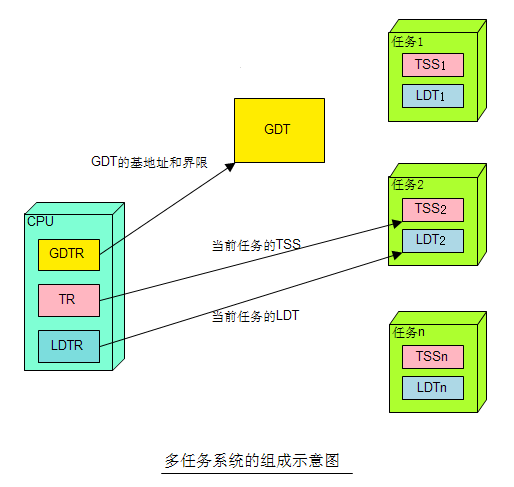 任务1
TSS1
LDT1
GDT
GDT的基地址和界限
任务2
TSS2
LDT2
CPU
GDTR
当前任务的TSS
TR
当前任务的LDT
LDTR
任务n
TSSn
LDTn
多任务系统的组成示意图